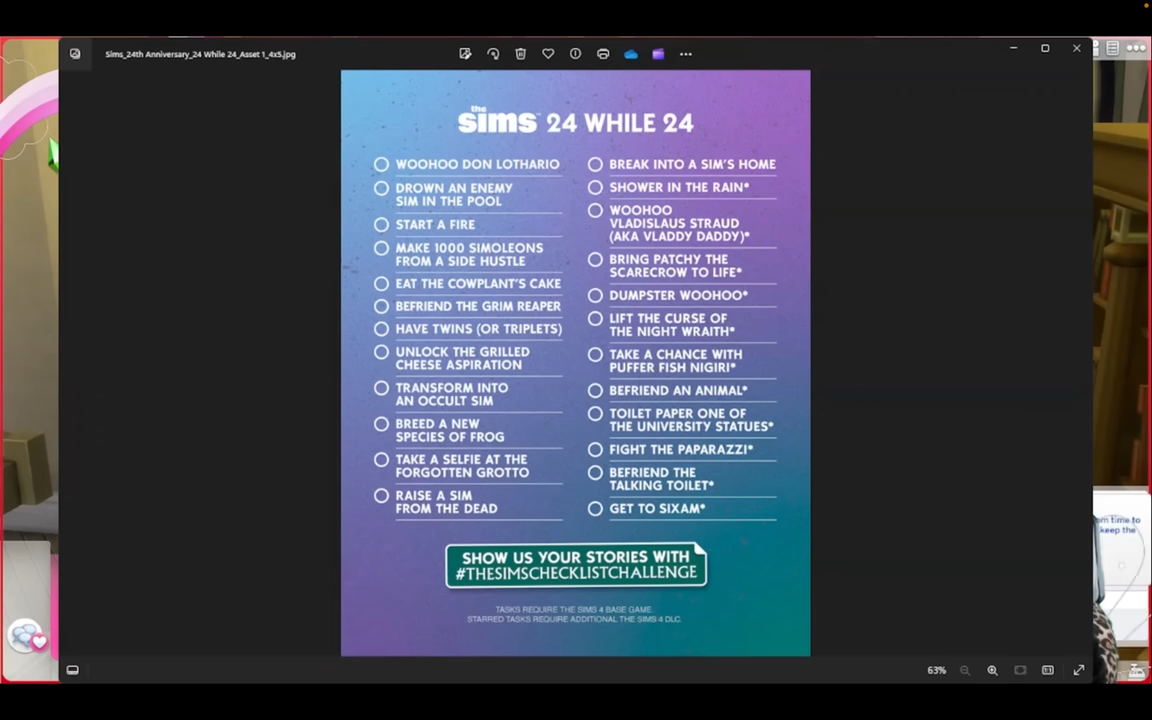 Sims_24th Anniversary_24 While 24_Asset 1_4x5.jpg
the
sims 24 WHILE 24
WOOHOO DON LOTHARIO
DROWN AN ENEMY
SIM IN THE POOL
START A FIRE
MAKE 1000 SIMOLEONS
FROM A SIDE HUSTLE
EAT THE COWPLANT'S CAKE
BEFRIEND THE GRIM REAPER
HAVE TWINS (OR TRIPLETS)
UNLOCK THE GRILLED
CHEESE ASPIRATION
TRANSFORM INTO
AN OCCULT SIM
BREED A NEW
SPECIES OF FROG
TAKE A SELFIE AT THE
FORGOTTEN GROTTO
RAISE A SIM
FROM THE DEAD
BREAK INTO A SIM'S HOME
SHOWER IN THE RAIN*
WOOHOO
VLADISLAUS STRAUD
(AKA VLADDY DADDY)*
BRING PATCHY THE
SCARECROW TO LIFE*
DUMPSTER WOOHOO*
LIFT THE CURSE OF
THE NIGHT WRAITH*
TAKE A CHANCE WITH
PUFFER FISH NIGIRI*
BEFRIEND AN ANIMAL*
TOILET PAPER ONE OF
THE UNIVERSITY STATUES*
FIGHT THE PAPARAZZI*
BEFRIEND THE
TALKING TOILET*
GET TO SIXAM*
SHOW US YOUR STORIES WITH
#THESIMSCHECKLISTCHALLENGE
TASKS REQUIRE THE SIMS 4 BASE GAME.
STARRED TASKS REQUIRE ADDITIONAL THE SIMS 4 DLC.
time to
keep the
63%